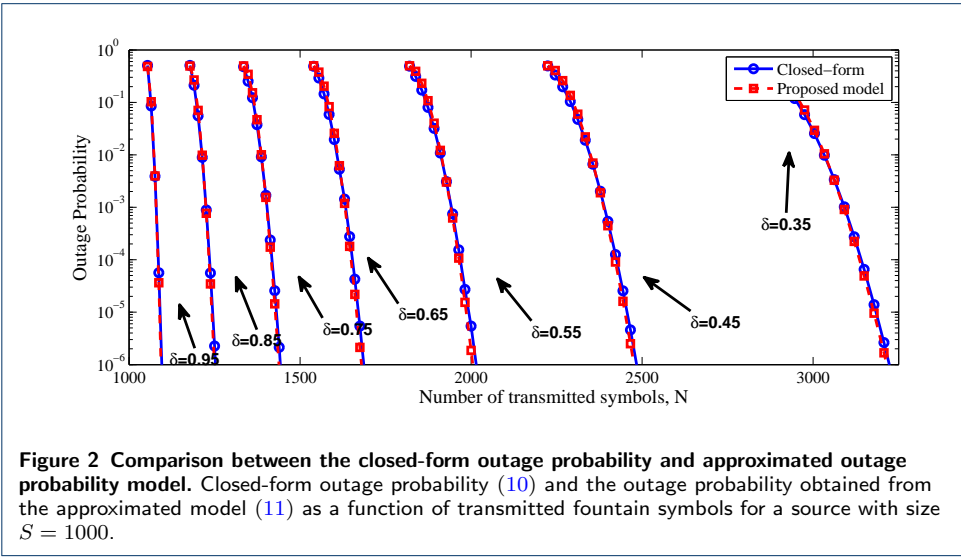 10^0
10^-1
10^-2
10^-3
10^-4
10^-5
10^-6
Outage Probability
Closed−form
Proposed model
δ=0.95
δ=0.85
δ=0.75
δ=0.65
δ=0.55
δ=0.45
δ=0.35
1000 1500 2000 2500 3000
Number of transmitted symbols, N
Figure 2 Comparison between the closed-form outage probability and approximated outage
probability model. Closed-form outage probability (10) and the outage probability obtained from
the approximated model (11) as a function of transmitted fountain symbols for a source with size
S = 1000.